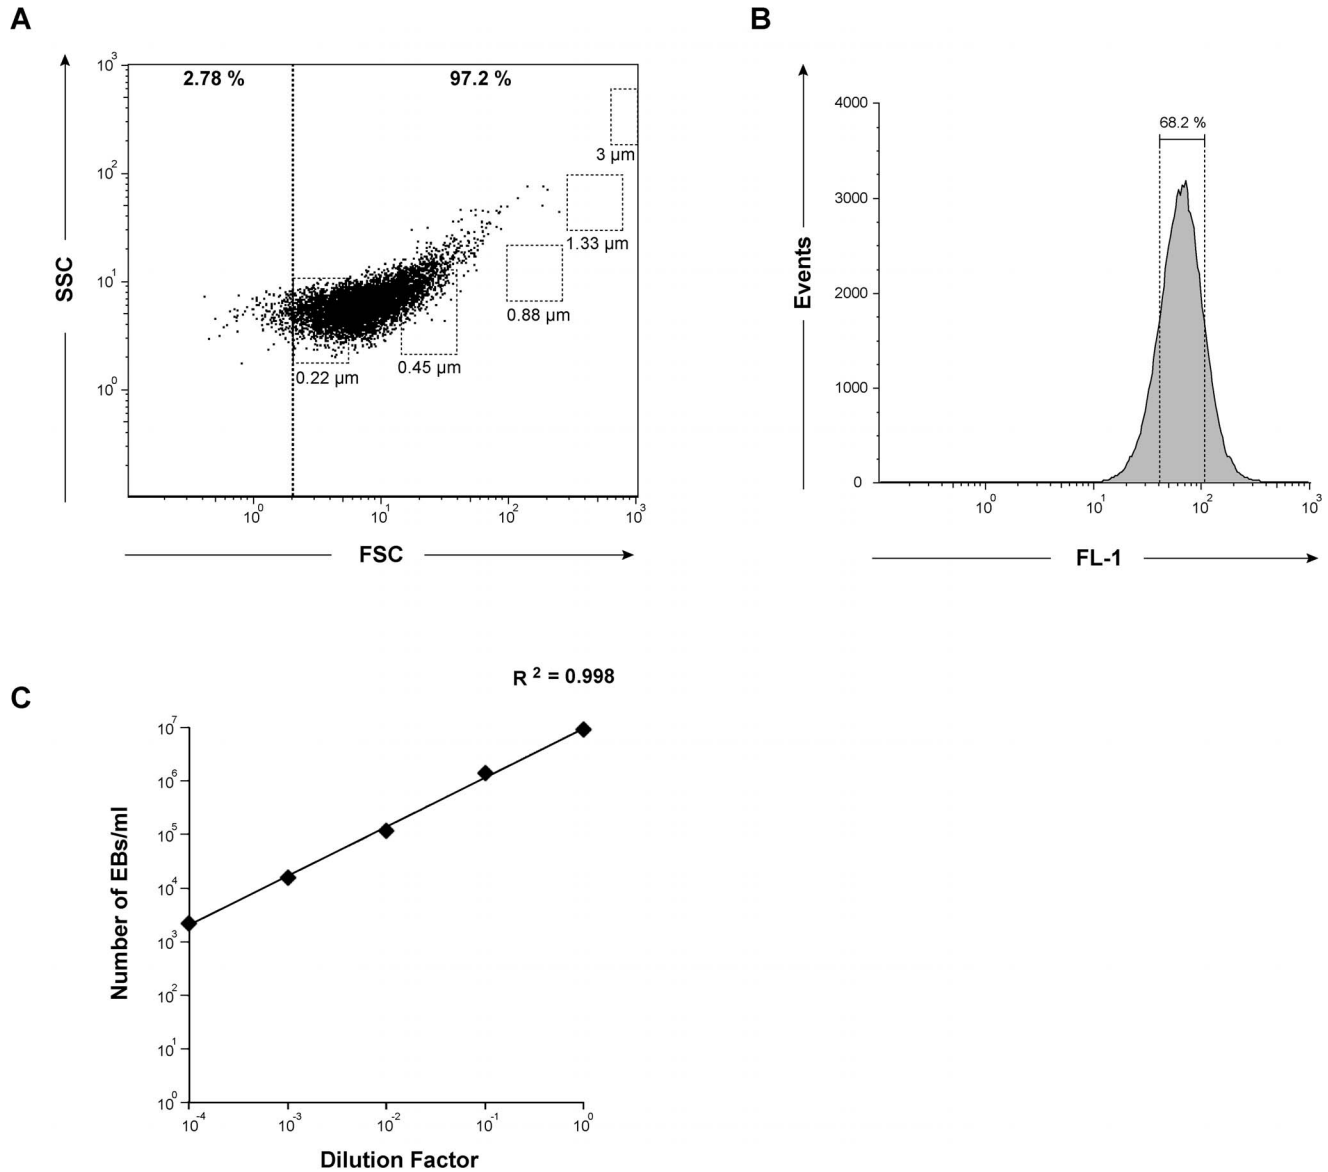 A
2.78 %
97.2 %
10³
10²
10¹
10⁰
SSC
3 µm
1.33 µm
0.88 µm
0.45 µm
0.22 µm
10⁰
10¹
10²
10³
FSC
B
4000
3000
2000
1000
0
Events
68.2 %
10⁰
10¹
10²
10³
FL-1
C
R² = 0.998
10⁷
10⁶
10⁵
10⁴
10³
10²
10¹
10⁰
Number of EBs/ml
10⁻⁴
10⁻³
10⁻²
10⁻¹
10⁰
Dilution Factor